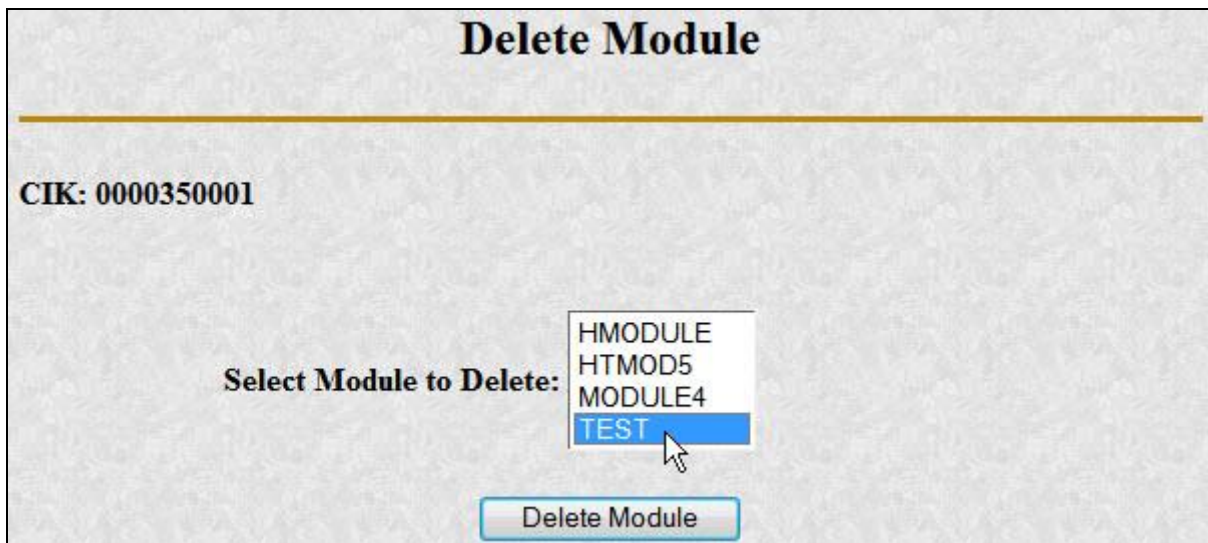 Delete Module
CIK: 0000350001
Select Module to Delete:
HMODULE
HTMOD5
MODULE4
TEST
Delete Module